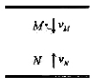 M ↓ v_M
N ↑ v_N